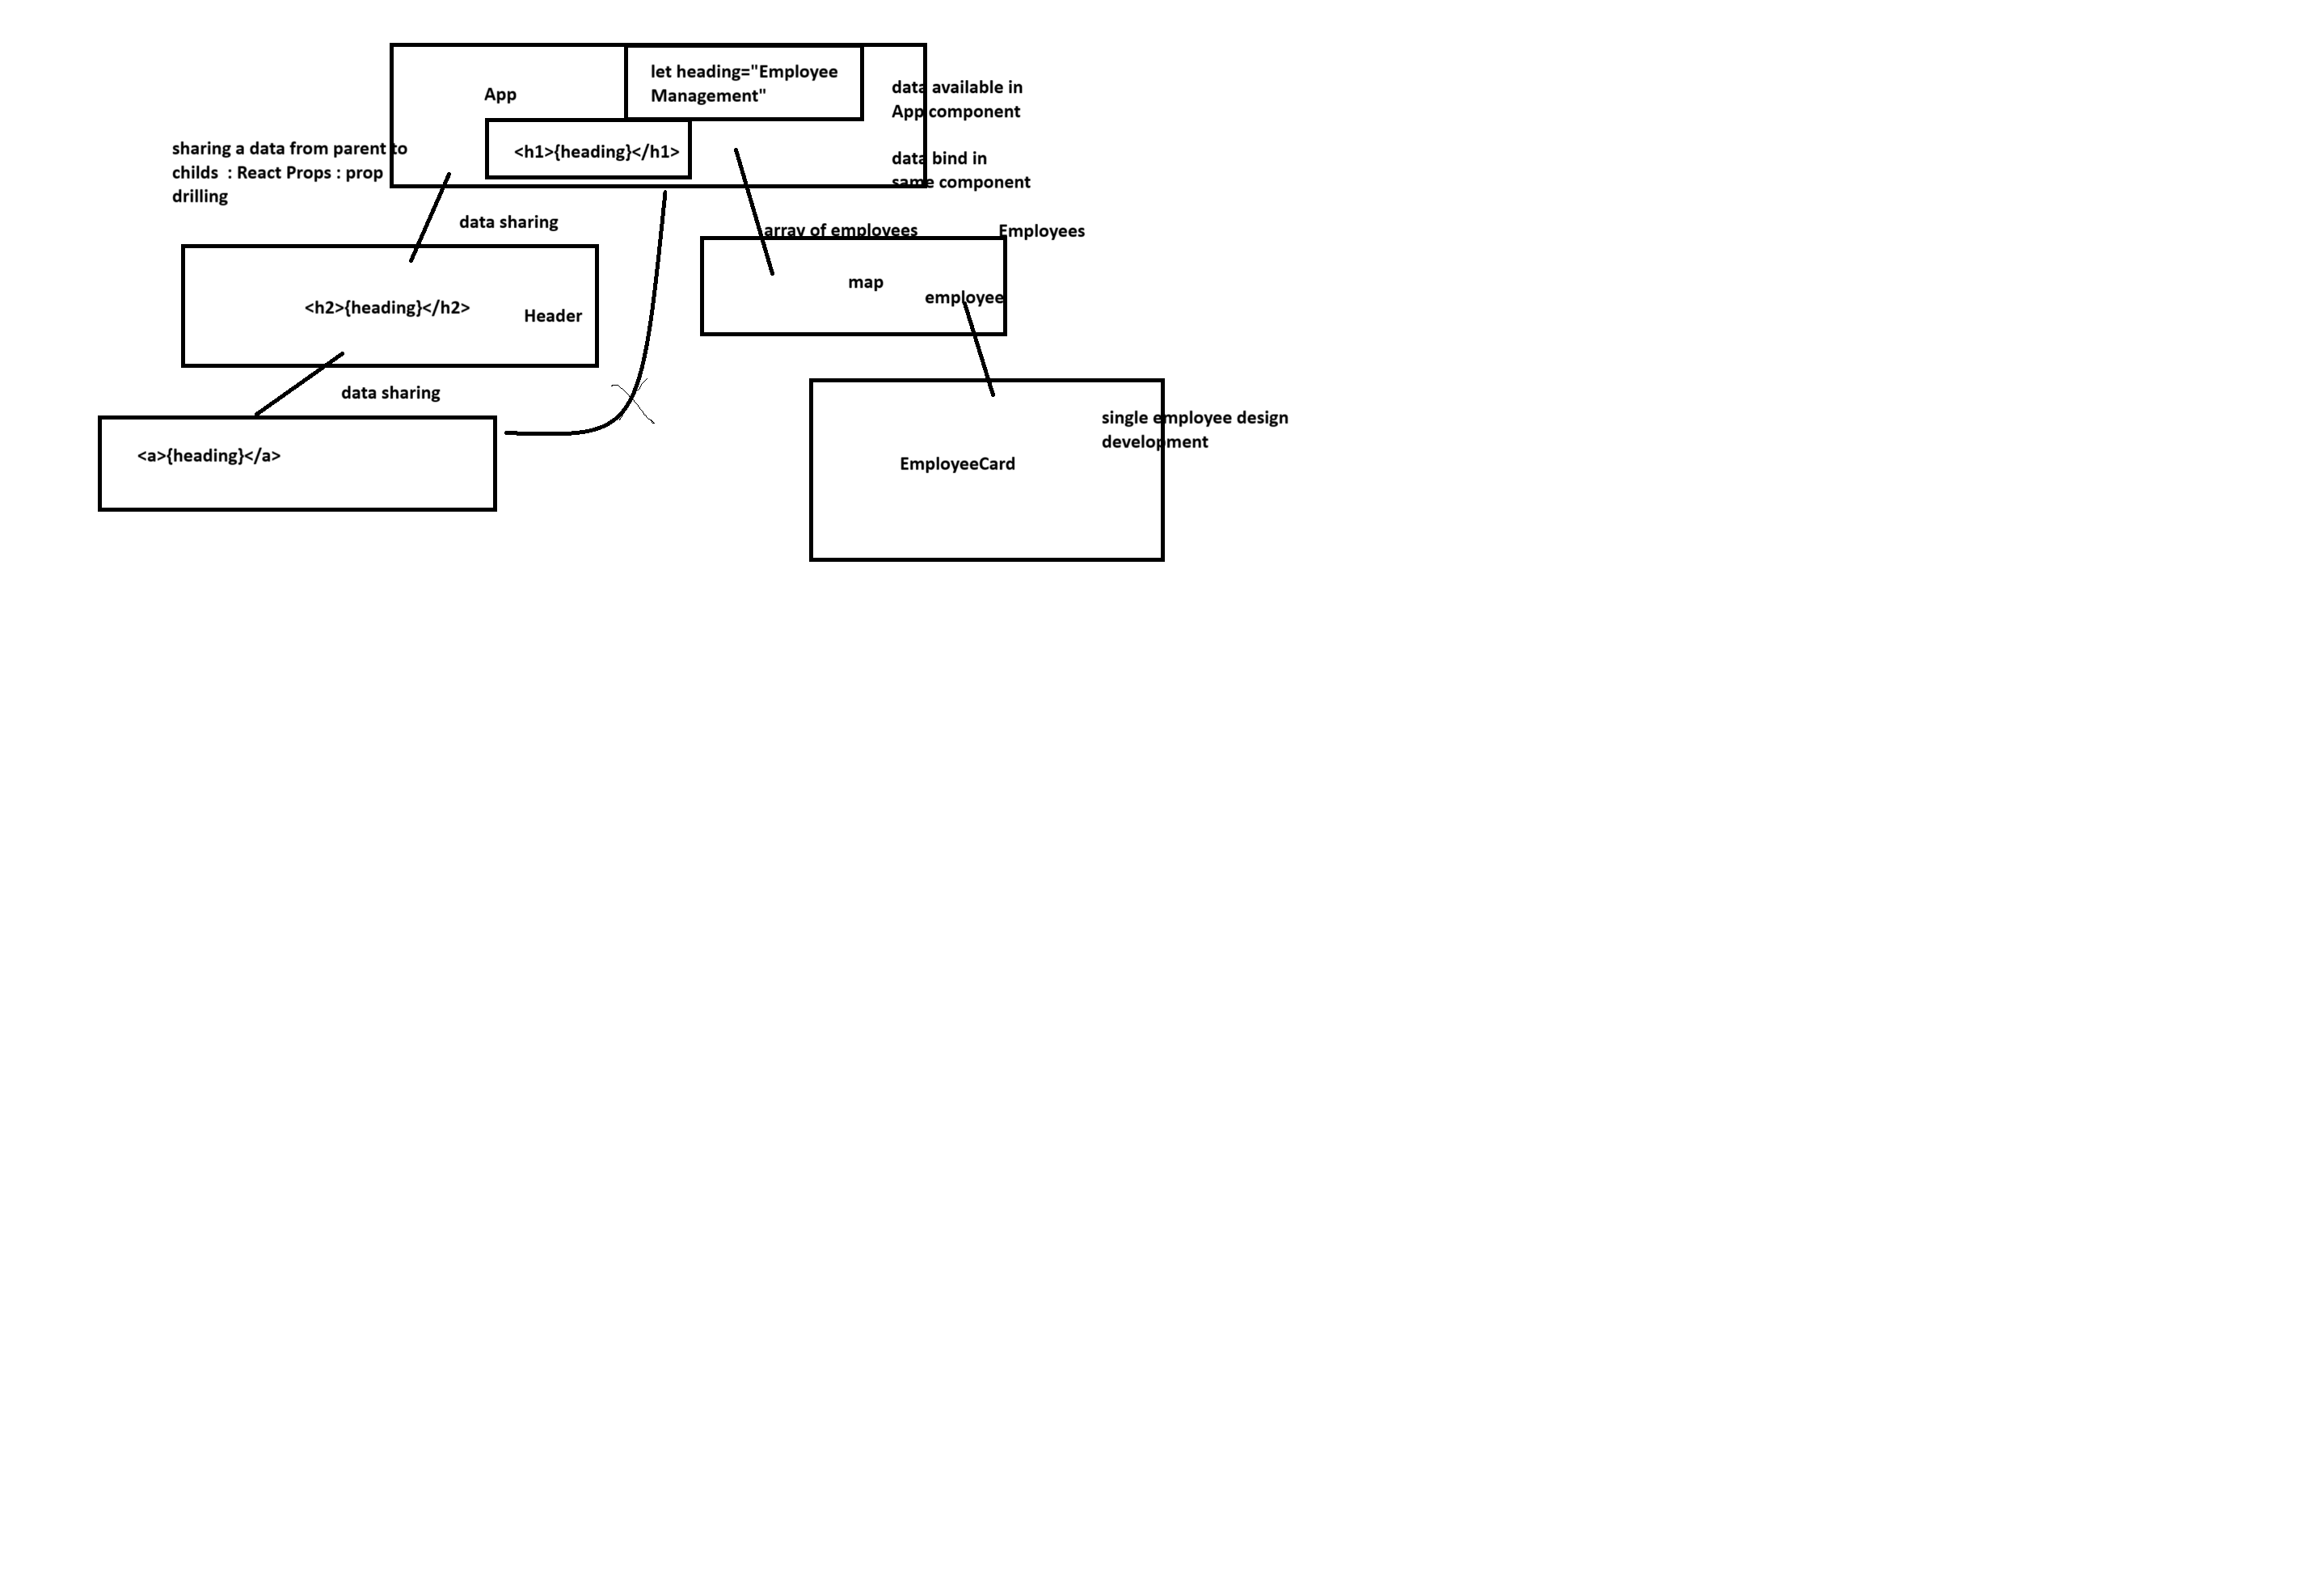 let heading="Employee
Management"
App
data available in
App component
<h1>{heading}</h1>
sharing a data from parent to
childs  : React Props : prop
drilling
data bind in
same component
data sharing
array of employees
Employees
<h2>{heading}</h2>
Header
map
employee
data sharing
<a>{heading}</a>
single employee design
development
EmployeeCard